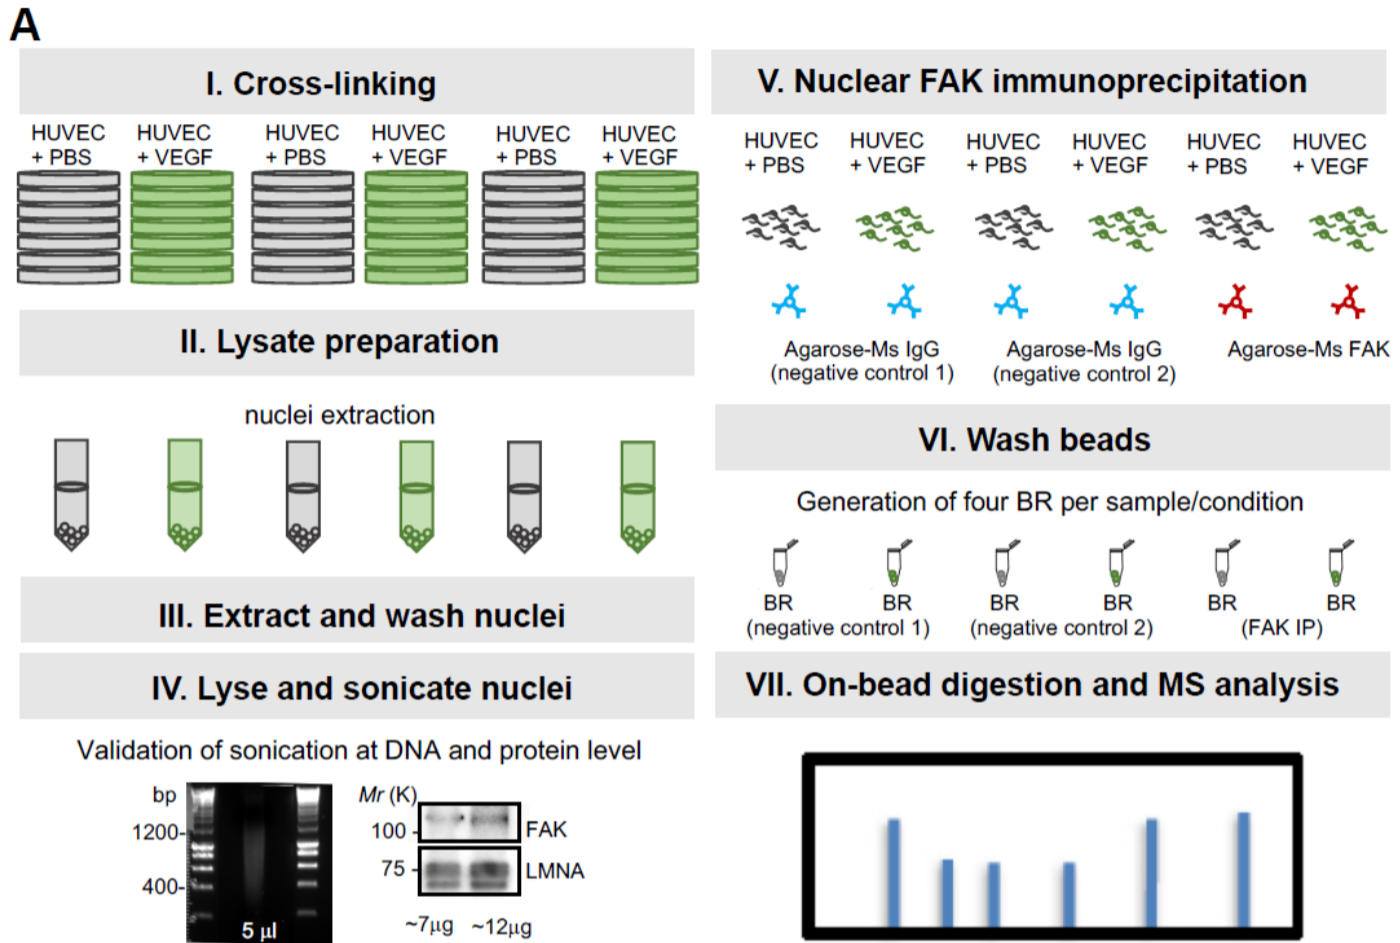 A
I. Cross-linking
HUVEC HUVEC HUVEC HUVEC HUVEC HUVEC
+ PBS + VEGF + PBS + VEGF + PBS + VEGF
II. Lysate preparation
nuclei extraction
III. Extract and wash nuclei
IV. Lyse and sonicate nuclei
Validation of sonication at DNA and protein level
bp
1200-
400-
5 µl
Mr (K)
100 -
FAK
75 -
LMNA
~7µg ~12µg
V. Nuclear FAK immunoprecipitation
HUVEC HUVEC HUVEC HUVEC HUVEC HUVEC
+ PBS + VEGF + PBS + VEGF + PBS + VEGF
Agarose-Ms IgG Agarose-Ms IgG Agarose-Ms FAK
(negative control 1) (negative control 2)
VI. Wash beads
Generation of four BR per sample/condition
BR BR BR BR BR BR
(negative control 1) (negative control 2) (FAK IP)
VII. On-bead digestion and MS analysis